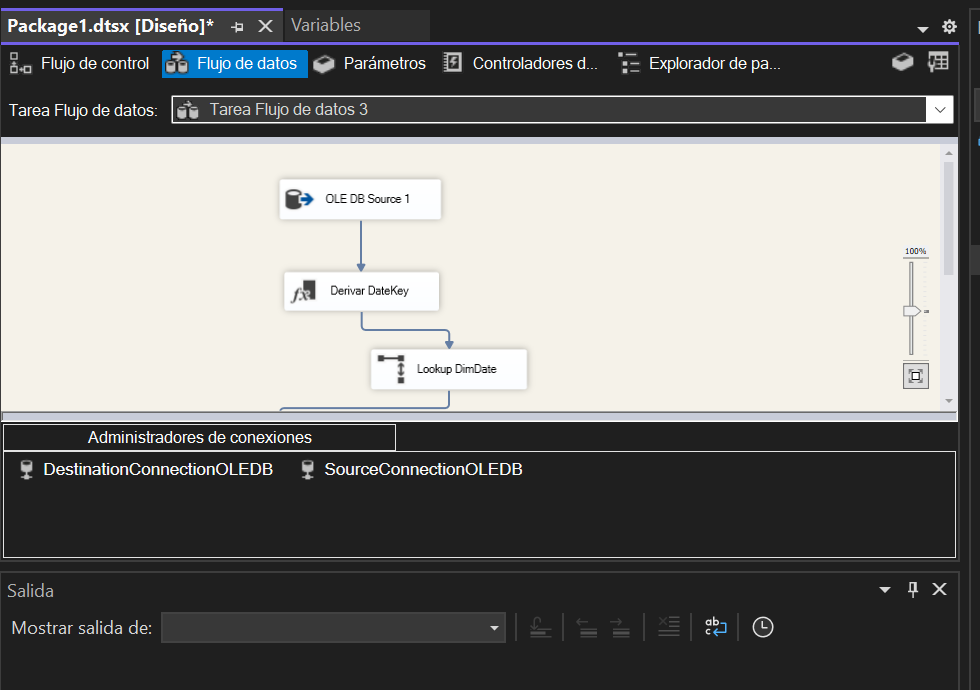 Package1.dtsx [Diseño]* Variables
Flujo de control Flujo de datos Parámetros Controladores d... Explorador de pa...
Tarea Flujo de datos: Tarea Flujo de datos 3
OLE DB Source 1
100%
Derivar DateKey
fx
Lookup DimDate
Administradores de conexiones
DestinationConnectionOLEDB SourceConnectionOLEDB
Salida
Mostrar salida de:
ab
c